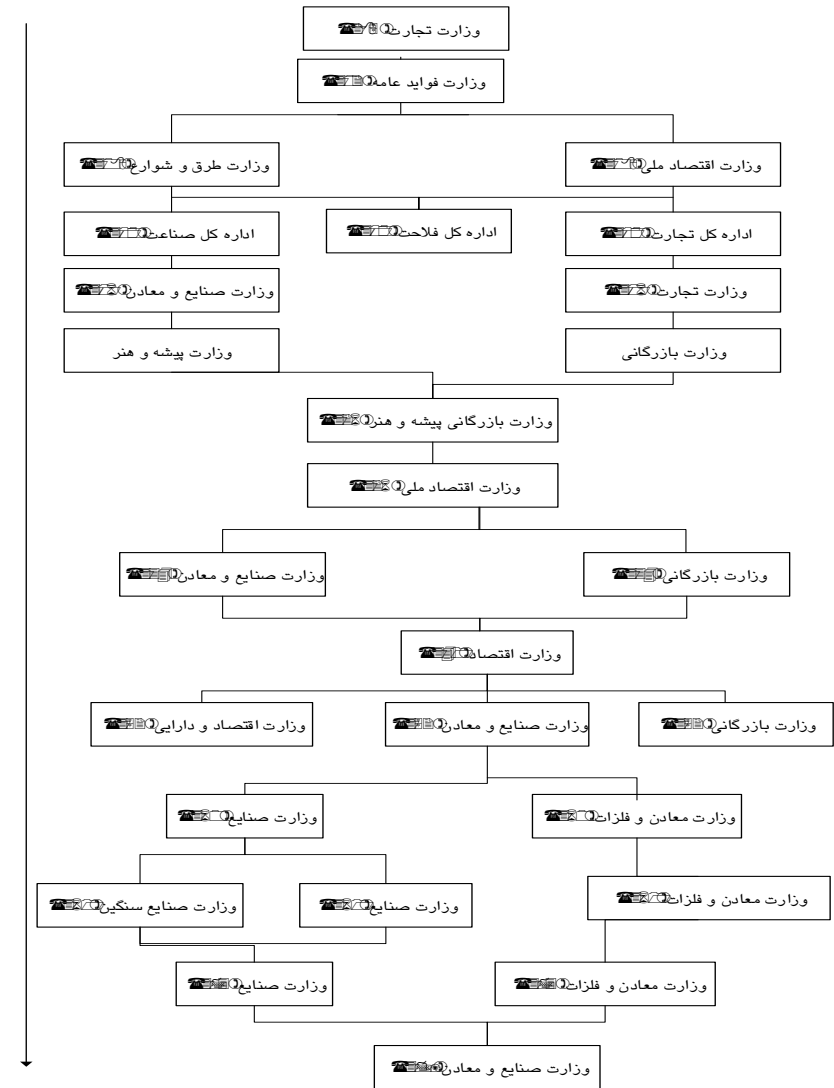 وزارت تجارت
وزارت فواید عامه
وزارت اقتصاد ملی
وزارت طرق و شوارع
اداره کل تجارت
اداره کل فلاحت
اداره کل صناعت
وزارت تجارت
وزارت صنایع و معادن
وزارت بازرگانی
وزارت پیشه و هنر
وزارت بازرگانی پیشه و هنر
وزارت اقتصاد ملی
وزارت بازرگانی
وزارت صنایع و معادن
وزارت اقتصاد
وزارت بازرگانی
وزارت صنایع و معادن
وزارت اقتصاد و دارایی
وزارت معادن و فلزات
وزارت صنایع
وزارت معادن و فلزات
وزارت صنایع
وزارت صنایع سنگین
وزارت معادن و فلزات
وزارت صنایع
وزارت صنایع و معادن